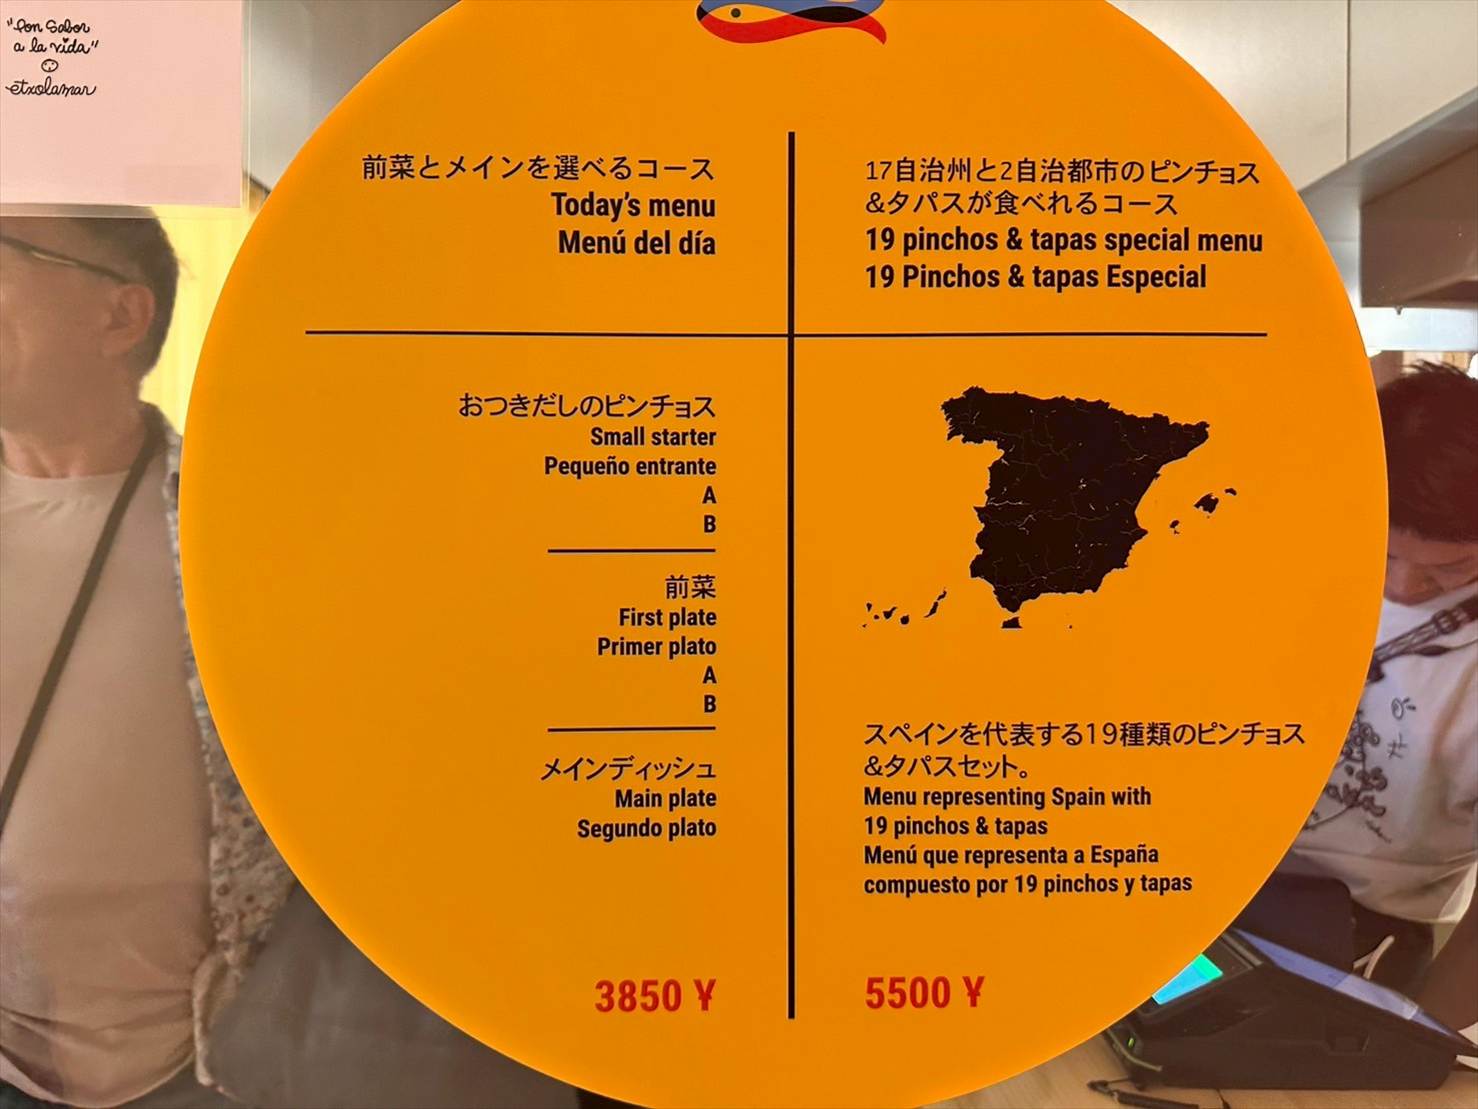 "Pon Sabor
a la vida"
etxolamar
前菜とメインを選べるコース
Today's menu
Menú del día
17自治州と2自治都市のピンチョス
&タパスが食べれるコース
19 pinchos & tapas special menu
19 Pinchos & tapas Especial
おつきだしのピンチョス
Small starter
Pequeño entrante
A
B
前菜
First plate
Primer plato
A
B
メインディッシュ
Main plate
Segundo plato
3850 ¥
スペインを代表する19種類のピンチョス
&タパスセット。
Menu representing Spain with
19 pinchos & tapas
Menú que representa a España
compuesto por 19 pinchos y tapas
5500 ¥